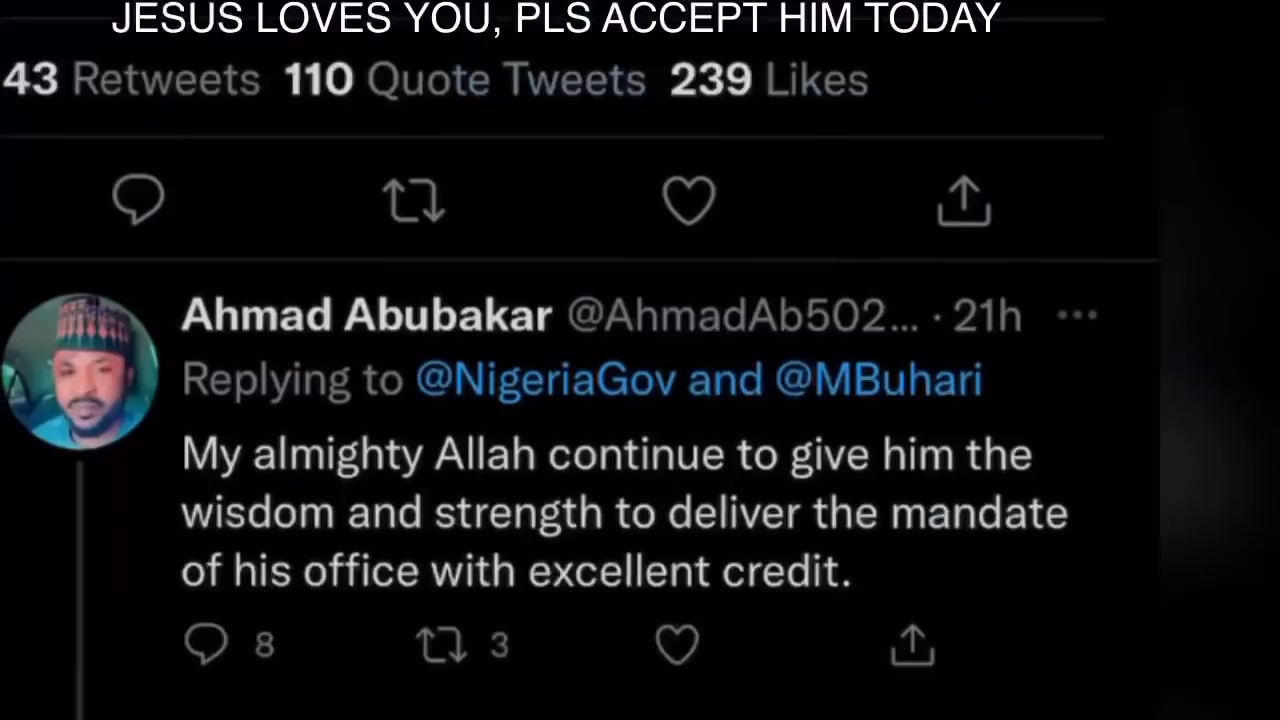 JESUS LOVES YOU, PLS ACCEPT HIM TODAY
43 Retweets 110 Quote Tweets 239 Likes
Ahmad Abubakar @AhmadAb502... · 21h
Replying to @NigeriaGov and @MBuhari
My almighty Allah continue to give him the
wisdom and strength to deliver the mandate
of his office with excellent credit.
8 3